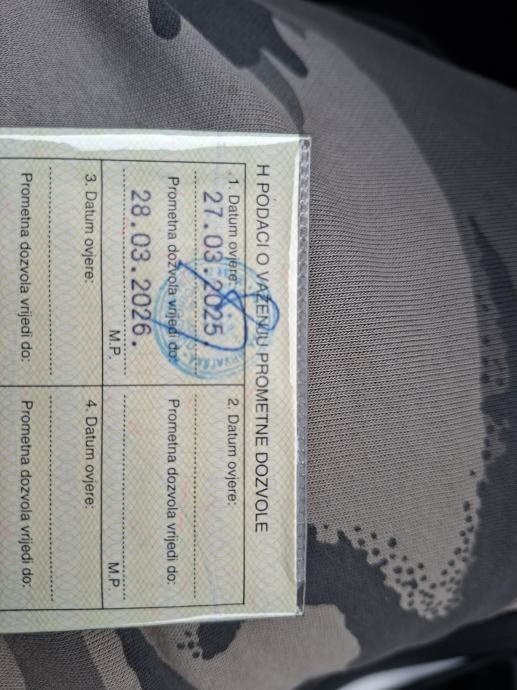 H PODACI O VAŽENJU PROMETNE DOZVOLE
1. Datum ovjere:
27.03.2025.
Prometna dozvola vrijedi do:
28.03.2026.
M.P.
2. Datum ovjere:
Prometna dozvola vrijedi do:
M.P.
3. Datum ovjere:
Prometna dozvola vrijedi do:
4. Datum ovjere:
Prometna dozvola vrijedi do: